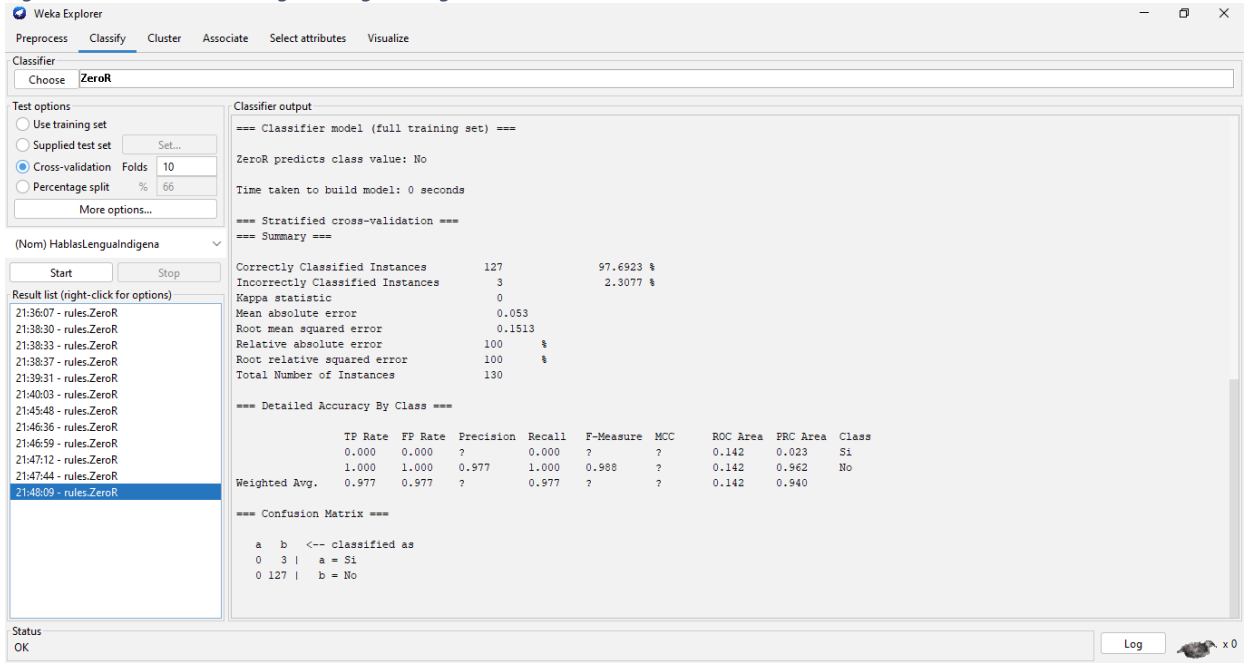 Weka Explorer
Preprocess Classify Cluster Associate Select attributes Visualize
Classifier
Choose ZeroR
Test options
Use training set
Supplied test set Set...
Cross-validation Folds 10
Percentage split % 66
More options...
(Nom) HablasLenguaIndigena
Start Stop
Result list (right-click for options)
21:36:07 - rules.ZeroR
21:38:30 - rules.ZeroR
21:38:33 - rules.ZeroR
21:38:37 - rules.ZeroR
21:39:31 - rules.ZeroR
21:40:03 - rules.ZeroR
21:45:48 - rules.ZeroR
21:46:36 - rules.ZeroR
21:46:59 - rules.ZeroR
21:47:12 - rules.ZeroR
21:47:44 - rules.ZeroR
21:48:09 - rules.ZeroR
Classifier output
=== Classifier model (full training set) ===
ZeroR predicts class value: No
Time taken to build model: 0 seconds
=== Stratified cross-validation ===
=== Summary ===
Correctly Classified Instances 127 97.6923 %
Incorrectly Classified Instances 3 2.3077 %
Kappa statistic 0
Mean absolute error 0.053
Root mean squared error 0.1513
Relative absolute error 100 %
Root relative squared error 100 %
Total Number of Instances 130
=== Detailed Accuracy By Class ===
TP Rate FP Rate Precision Recall F-Measure MCC ROC Area PRC Area Class
0.000 0.000 ? 0.000 ? ? 0.142 0.023 Si
1.000 1.000 0.977 1.000 0.988 ? 0.142 0.962 No
Weighted Avg. 0.977 0.977 ? 0.977 ? ? 0.142 0.940
=== Confusion Matrix ===
a b <-- classified as
0 3 | a = Si
0 127 | b = No
Status
OK
Log x 0